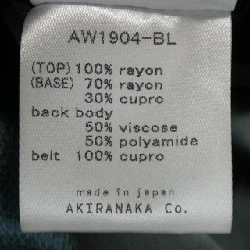 AW1904-BL
(TOP) 100% rayon
(BASE) 70% rayon
30% cupro
back body
50% viscose
50% polyamide
belt 100% cupro
made in japan
AKIRANAKA Co.